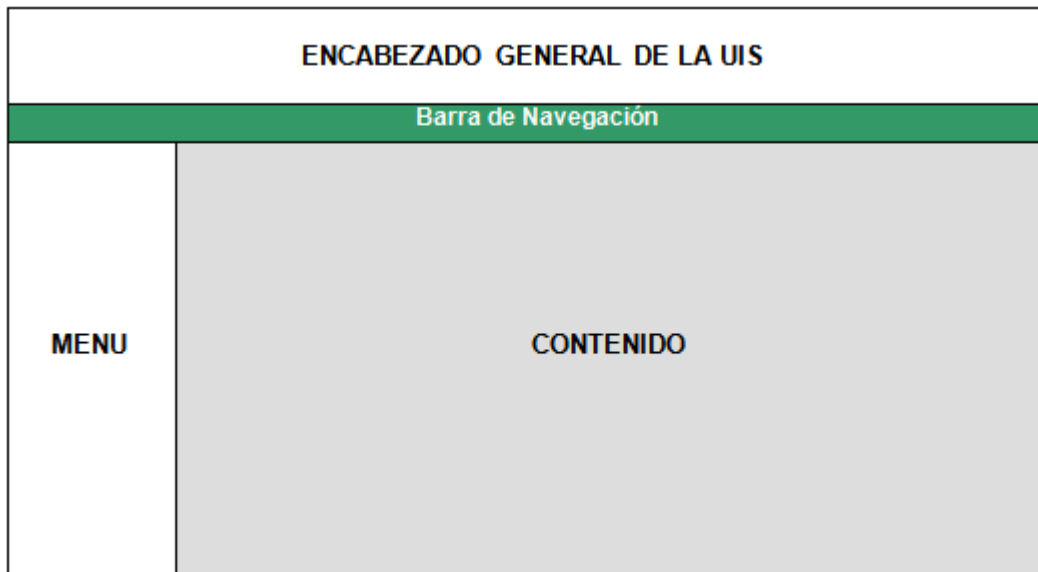 ENCABEZADO GENERAL DE LA UIS
Barra de Navegación
MENU
CONTENIDO